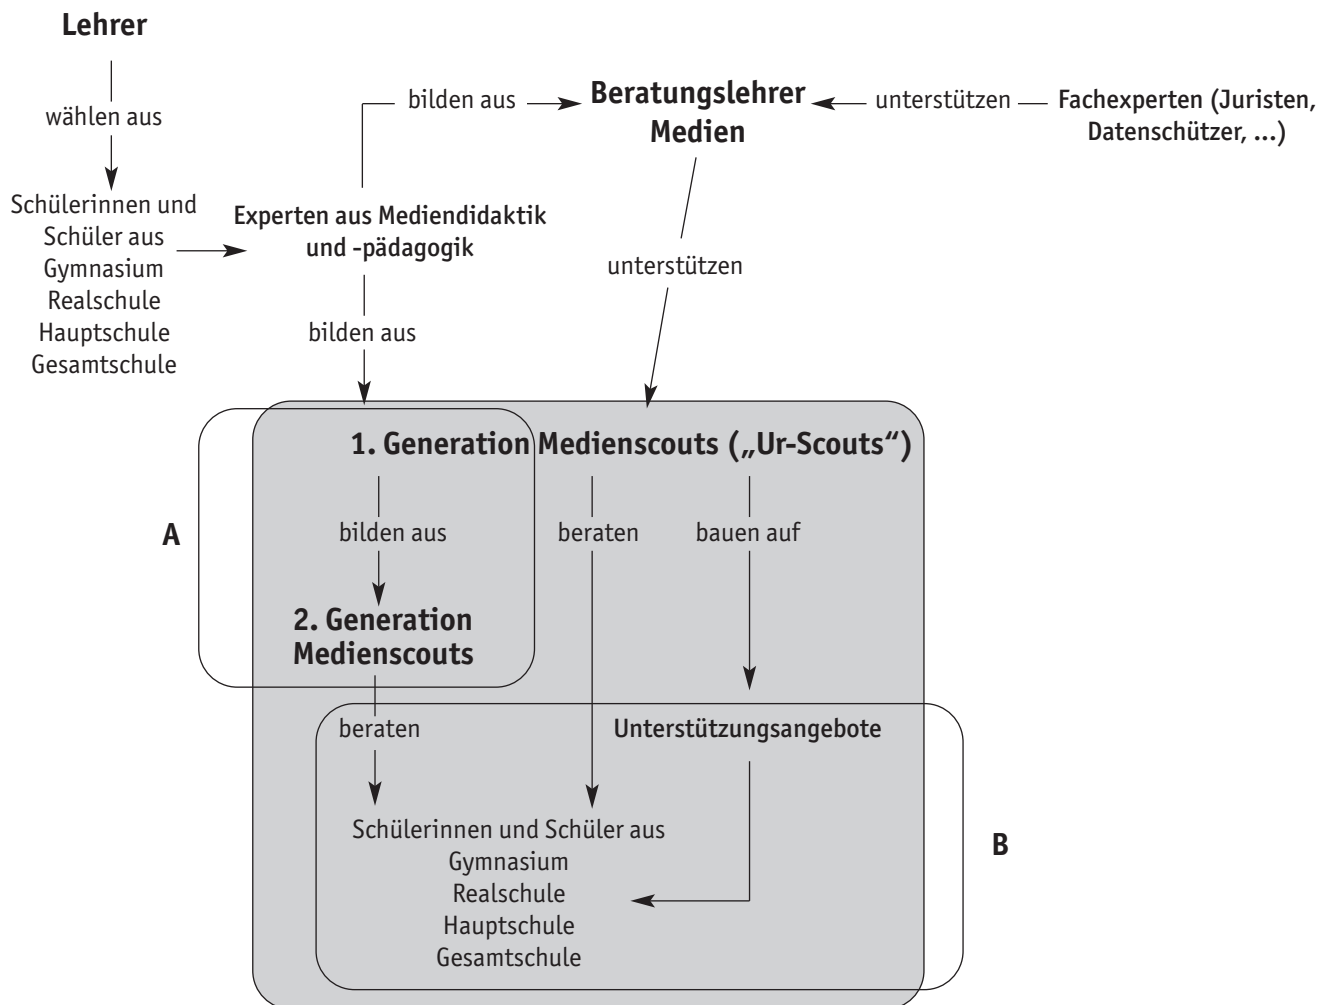 Lehrer
wählen aus
Schülerinnen und
Schüler aus
Gymnasium
Realschule
Hauptschule
Gesamtschule
bilden aus
Beratungslehrer
Medien
unterstützen
Fachexperten (Juristen,
Datenschützer, ...)
Experten aus Mediendidaktik
und -pädagogik
bilden aus
unterstützen
1. Generation Medienscouts („Ur-Scouts“)
A
bilden aus
beraten
bauen auf
2. Generation
Medienscouts
beraten
Unterstützungsangebote
Schülerinnen und Schüler aus
Gymnasium
Realschule
Hauptschule
Gesamtschule
B